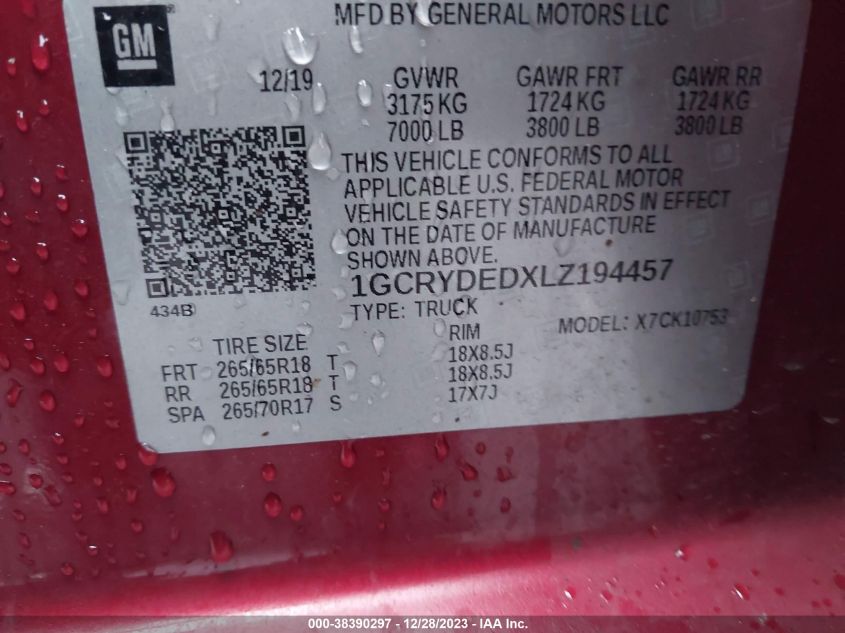 MFD BY GENERAL MOTORS LLC
GM
12/19 GVWR GAWR FRT GAWR RR
3175 KG 1724 KG 1724 KG
7000 LB 3800 LB 3800 LB
THIS VEHICLE CONFORMS TO ALL
APPLICABLE U.S. FEDERAL MOTOR
VEHICLE SAFETY STANDARDS IN EFFECT
ON THE DATE OF MANUFACTURE
SHOWN ABOVE.
1GCRYDEDXLZ194457
434B
TYPE: TRUCK MODEL: X7CK10753
TIRE SIZE RIM
FRT 265/65R18 T 18X8.5J
RR 265/65R18 T 18X8.5J
SPA 265/70R17 S 17X7J
000-38390297 - 12/28/2023 - IAA Inc.